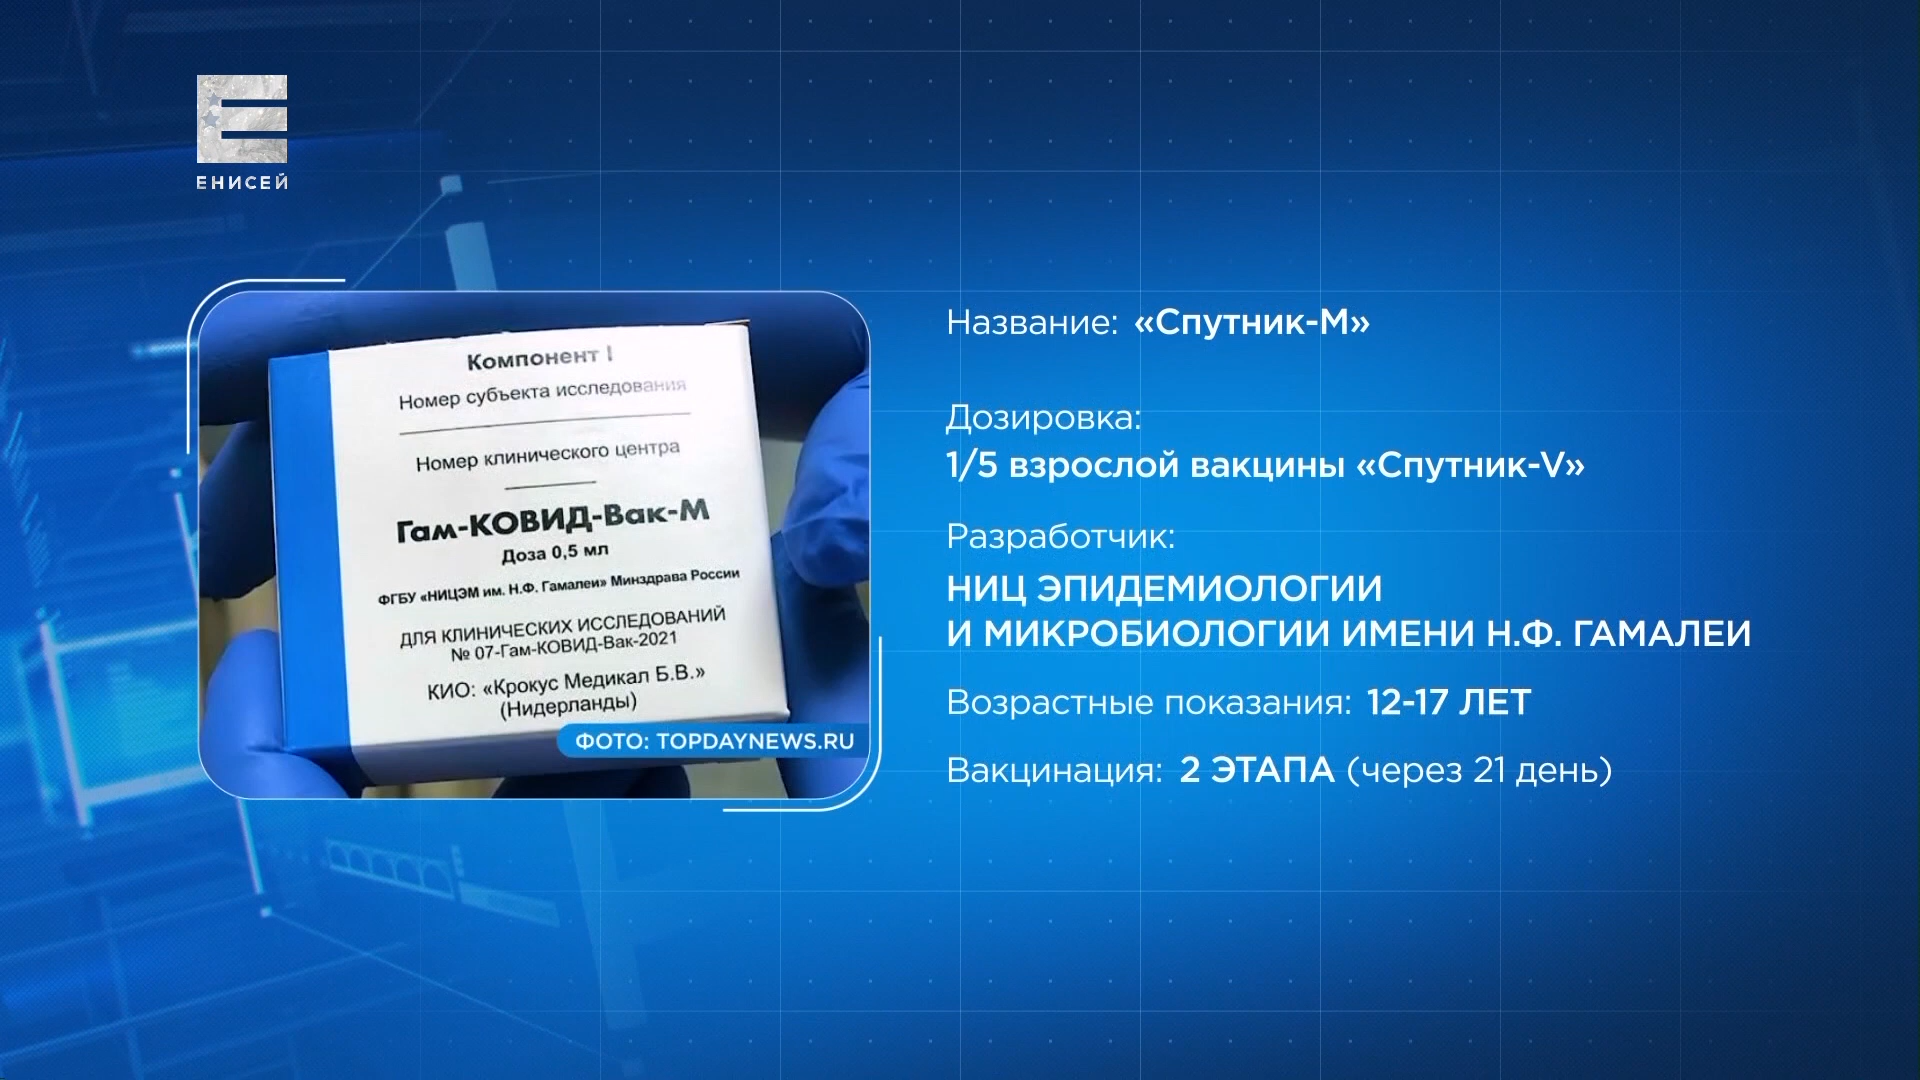 ЕНИСЕЙ
Компонент I
Номер субъекта исследования
Номер клинического центра
Гам-КОВИД-Вак-М
Доза 0,5 мл
ФГБУ «НИЦЭМ им. Н.Ф. Гамалеи» Минздрава России
ДЛЯ КЛИНИЧЕСКИХ ИССЛЕДОВАНИЙ
№ 07-Гам-КОВИД-Вак-2021
КИО: «Крокус Медикал Б.В.»
(Нидерланды)
ФОТО: TOPDAYNEWS.RU
Название: «Спутник-М»
Дозировка:
1/5 взрослой вакцины «Спутник-V»
Разработчик:
НИЦ ЭПИДЕМИОЛОГИИ
И МИКРОБИОЛОГИИ ИМЕНИ Н.Ф. ГАМАЛЕИ
Возрастные показания: 12-17 ЛЕТ
Вакцинация: 2 ЭТАПА (через 21 день)